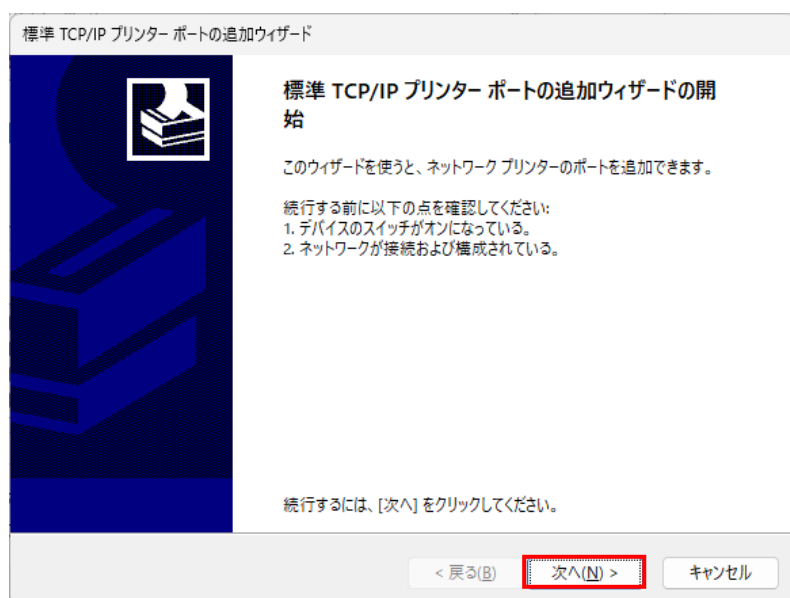 標準 TCP/IP プリンター ポートの追加ウィザード
標準 TCP/IP プリンター ポートの追加ウィザードの開
始
このウィザードを使うと、ネットワーク プリンターのポートを追加できます。
続行する前に以下の点を確認してください:
1. デバイスのスイッチがオンになっている。
2. ネットワークが接続および構成されている。
続行するには、[次へ] をクリックしてください。
< 戻る(B)
次へ(N) >
キャンセル